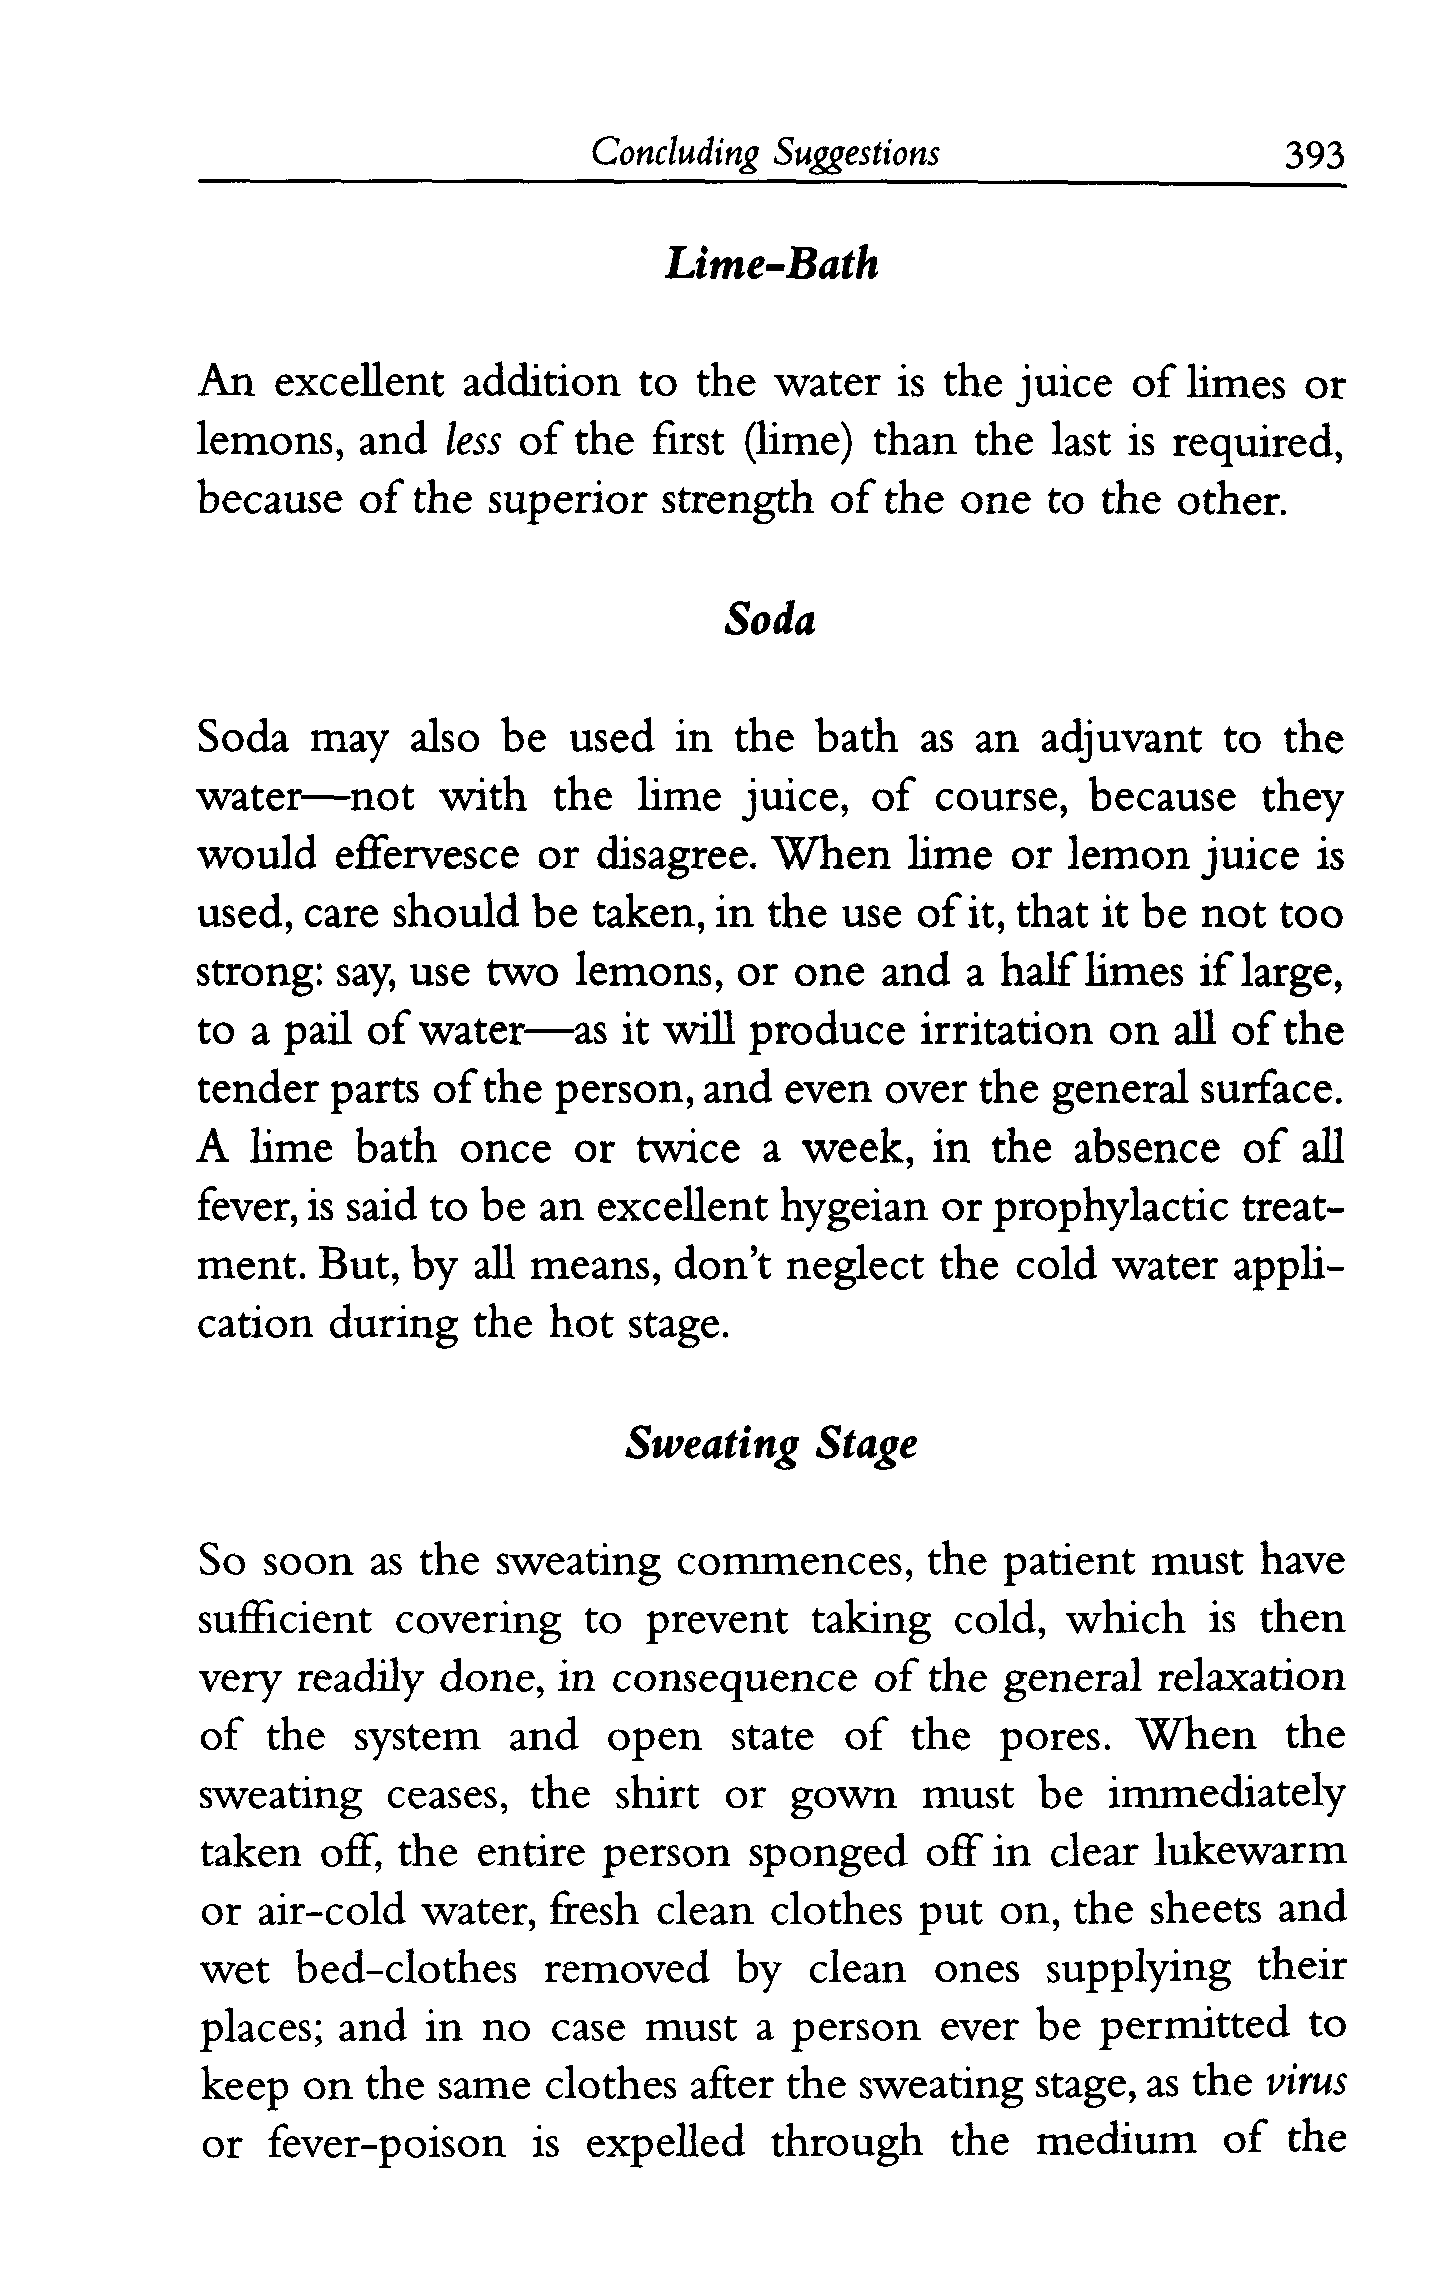 Concluding Suggestions 393
Lime-Bath
An excellent addition to the water is the juice of limes or
lemons, and less of the first (lime) than the last is required,
because of the superior strength of the one to the other.
Soda
Soda may also be used in the bath as an adjuvant to the
water—not with the lime juice, of course, because they
would effervesce or disagree. When lime or lemon juice is
used, care should be taken, in the use of it, that it be not too
strong: say, use two lemons, or one and a half limes if large,
to a pail of water—as it will produce irritation on all of the
tender parts of the person, and even over the general surface.
A lime bath once or twice a week, in the absence of all
fever, is said to be an excellent hygeian or prophylactic treat-
ment. But, by all means, don't neglect the cold water appli-
cation during the hot stage.
Sweating Stage
So soon as the sweating commences, the patient must have
sufficient covering to prevent taking cold, which is then
very readily done, in consequence of the general relaxation
of the system and open state of the pores. When the
sweating ceases, the shirt or gown must be immediately
taken off, the entire person sponged off in clear lukewarm
or air-cold water, fresh clean clothes put on, the sheets and
wet bed-clothes removed by clean ones supplying their
places; and in no case must a person ever be permitted to
keep on the same clothes after the sweating stage, as the virus
or fever-poison is expelled through the medium of the